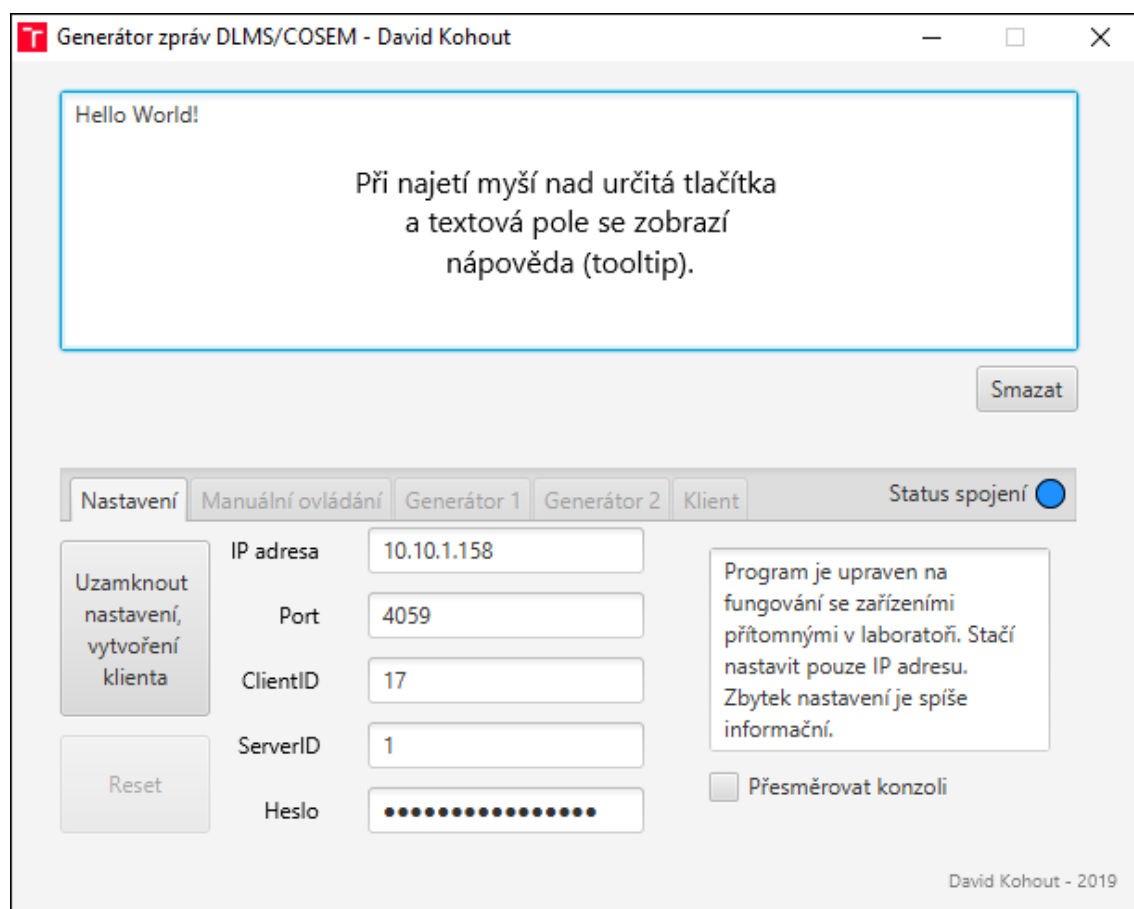 Generátor zpráv DLMS/COSEM - David Kohout
Hello World!
Při najetí myší nad určitá tlačítka
a textová pole se zobrazí
nápověda (tooltip).
Smazat
Nastavení Manuální ovládání Generátor 1 Generátor 2 Klient Status spojení
Uzamknout
nastavení,
vytvoření
klienta
Reset
IP adresa 10.10.1.158
Port 4059
ClientID 17
ServerID 1
Heslo ••••••••••••••••
Program je upraven na
fungování se zařízeními
přítomnými v laboratoři. Stačí
nastavit pouze IP adresu.
Zbytek nastavení je spíše
informační.
Přesměrovat konzoli
David Kohout - 2019